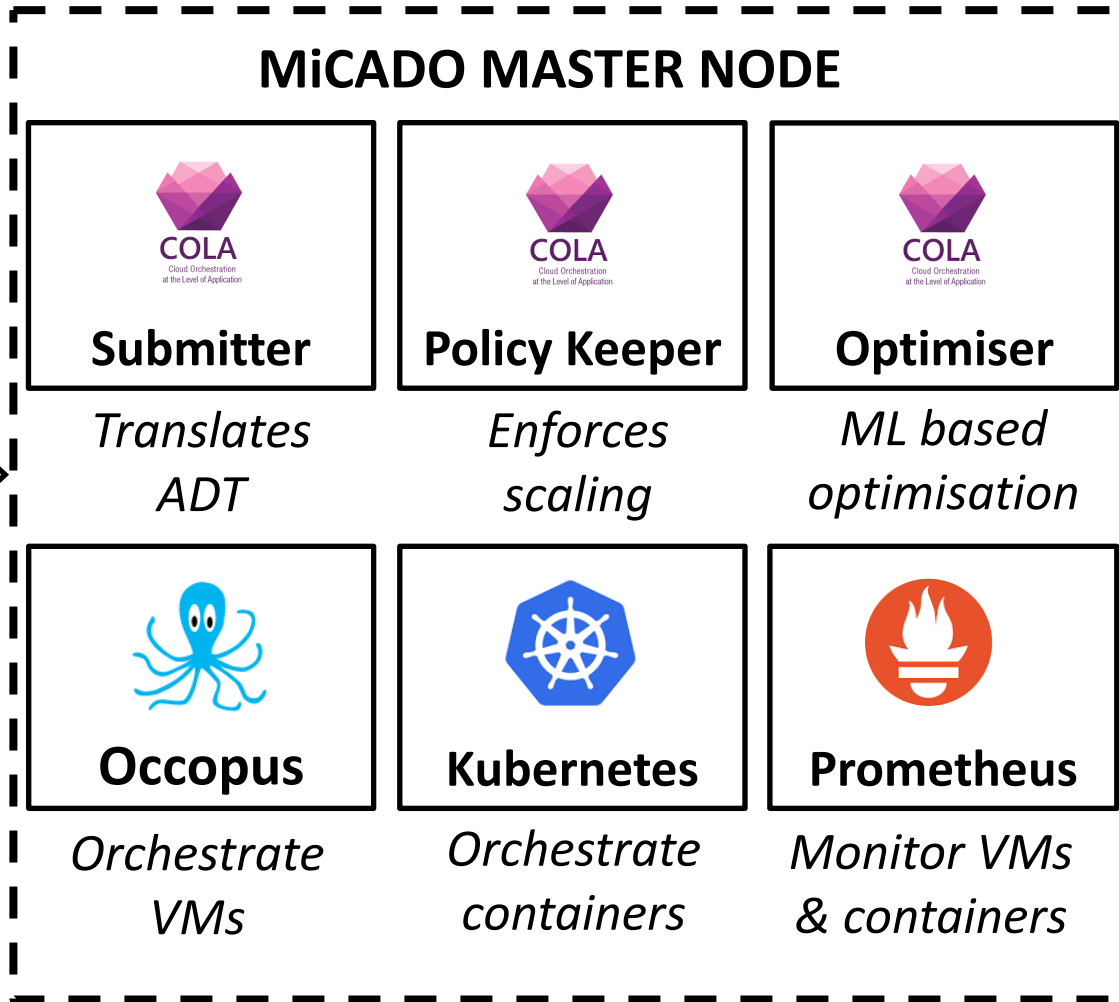 MiCADO MASTER NODE
COLA
Cloud Orchestration
at the Level of Application
Submitter
COLA
Cloud Orchestration
at the Level of Application
Policy Keeper
COLA
Cloud Orchestration
at the Level of Application
Optimiser
Translates
ADT
Enforces
scaling
ML based
optimisation
Occopus
Kubernetes
Prometheus
Orchestrate
VMs
Orchestrate
containers
Monitor VMs
& containers